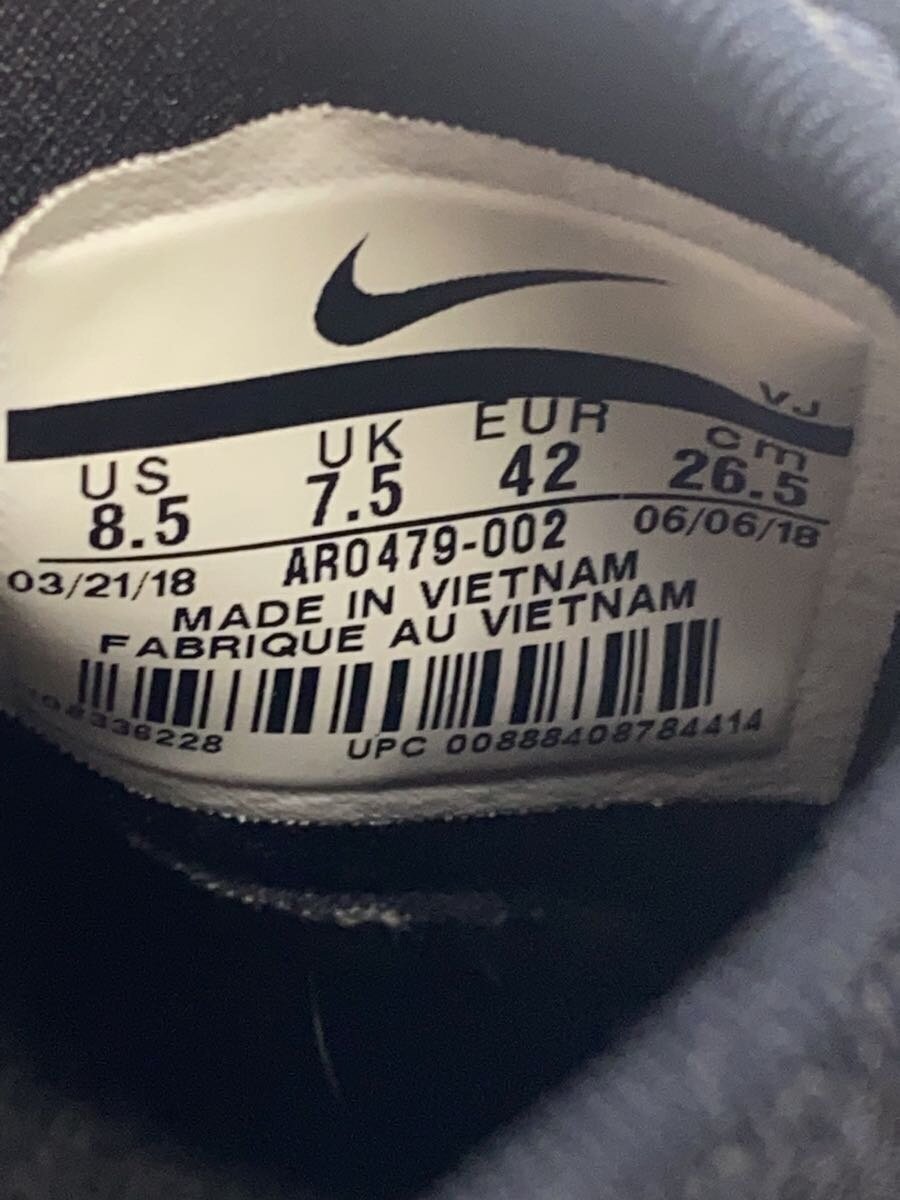 VJ
US UK EUR cm
8.5 7.5 42 26.5
03/21/18 AR0479-002 06/06/18
MADE IN VIETNAM
FABRIQUE AU VIETNAM
UPC 00888408784414